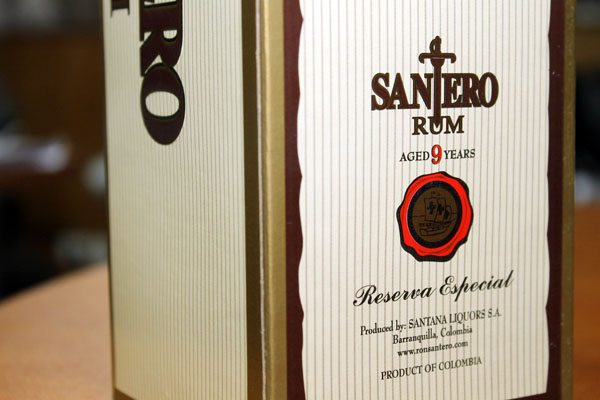 SANTERO
RUM
AGED 9 YEARS
Reserva Especial
Produced by: SANTANA LIQUORS S.A.
Barranquilla, Colombia
www.ronsantero.com
PRODUCT OF COLOMBIA